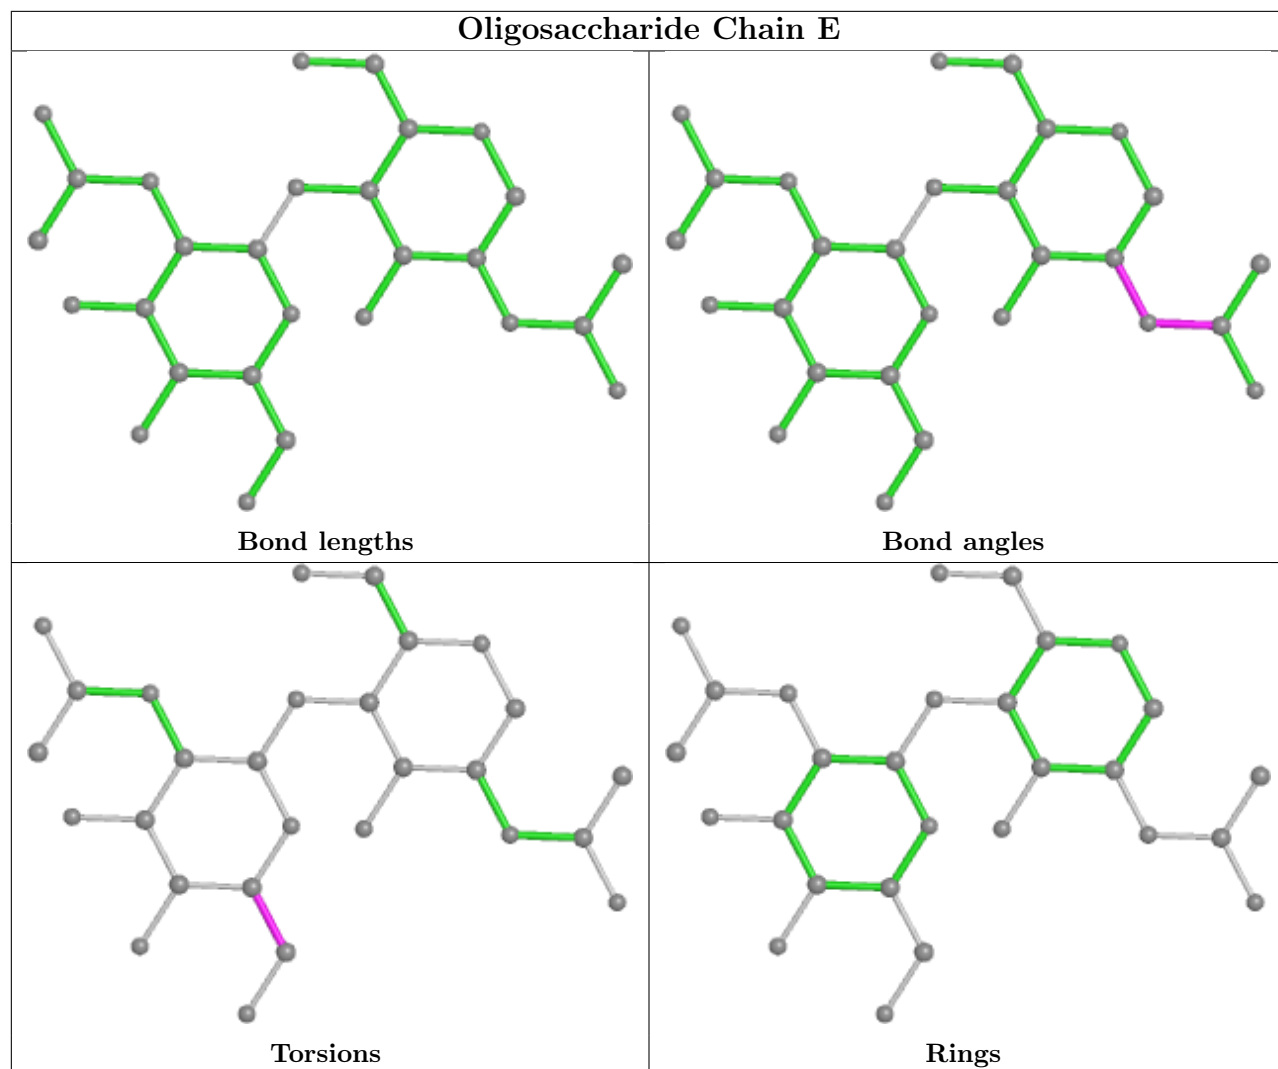 Oligosaccharide Chain E
Bond lengths
Bond angles
Torsions
Rings